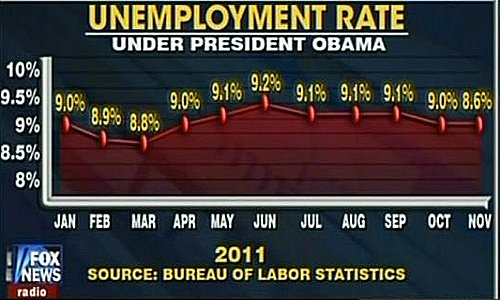 UNEMPLOYMENT RATE
UNDER PRESIDENT OBAMA
10%
9.5%
9%
8.5%
8%
9.0% 8.9% 8.8% 9.0% 9.1% 9.2% 9.1% 9.1% 9.1% 9.0% 8.6%
JAN FEB MAR APR MAY JUN JUL AUG SEP OCT NOV
2011
SOURCE: BUREAU OF LABOR STATISTICS
FOX
NEWS
radio